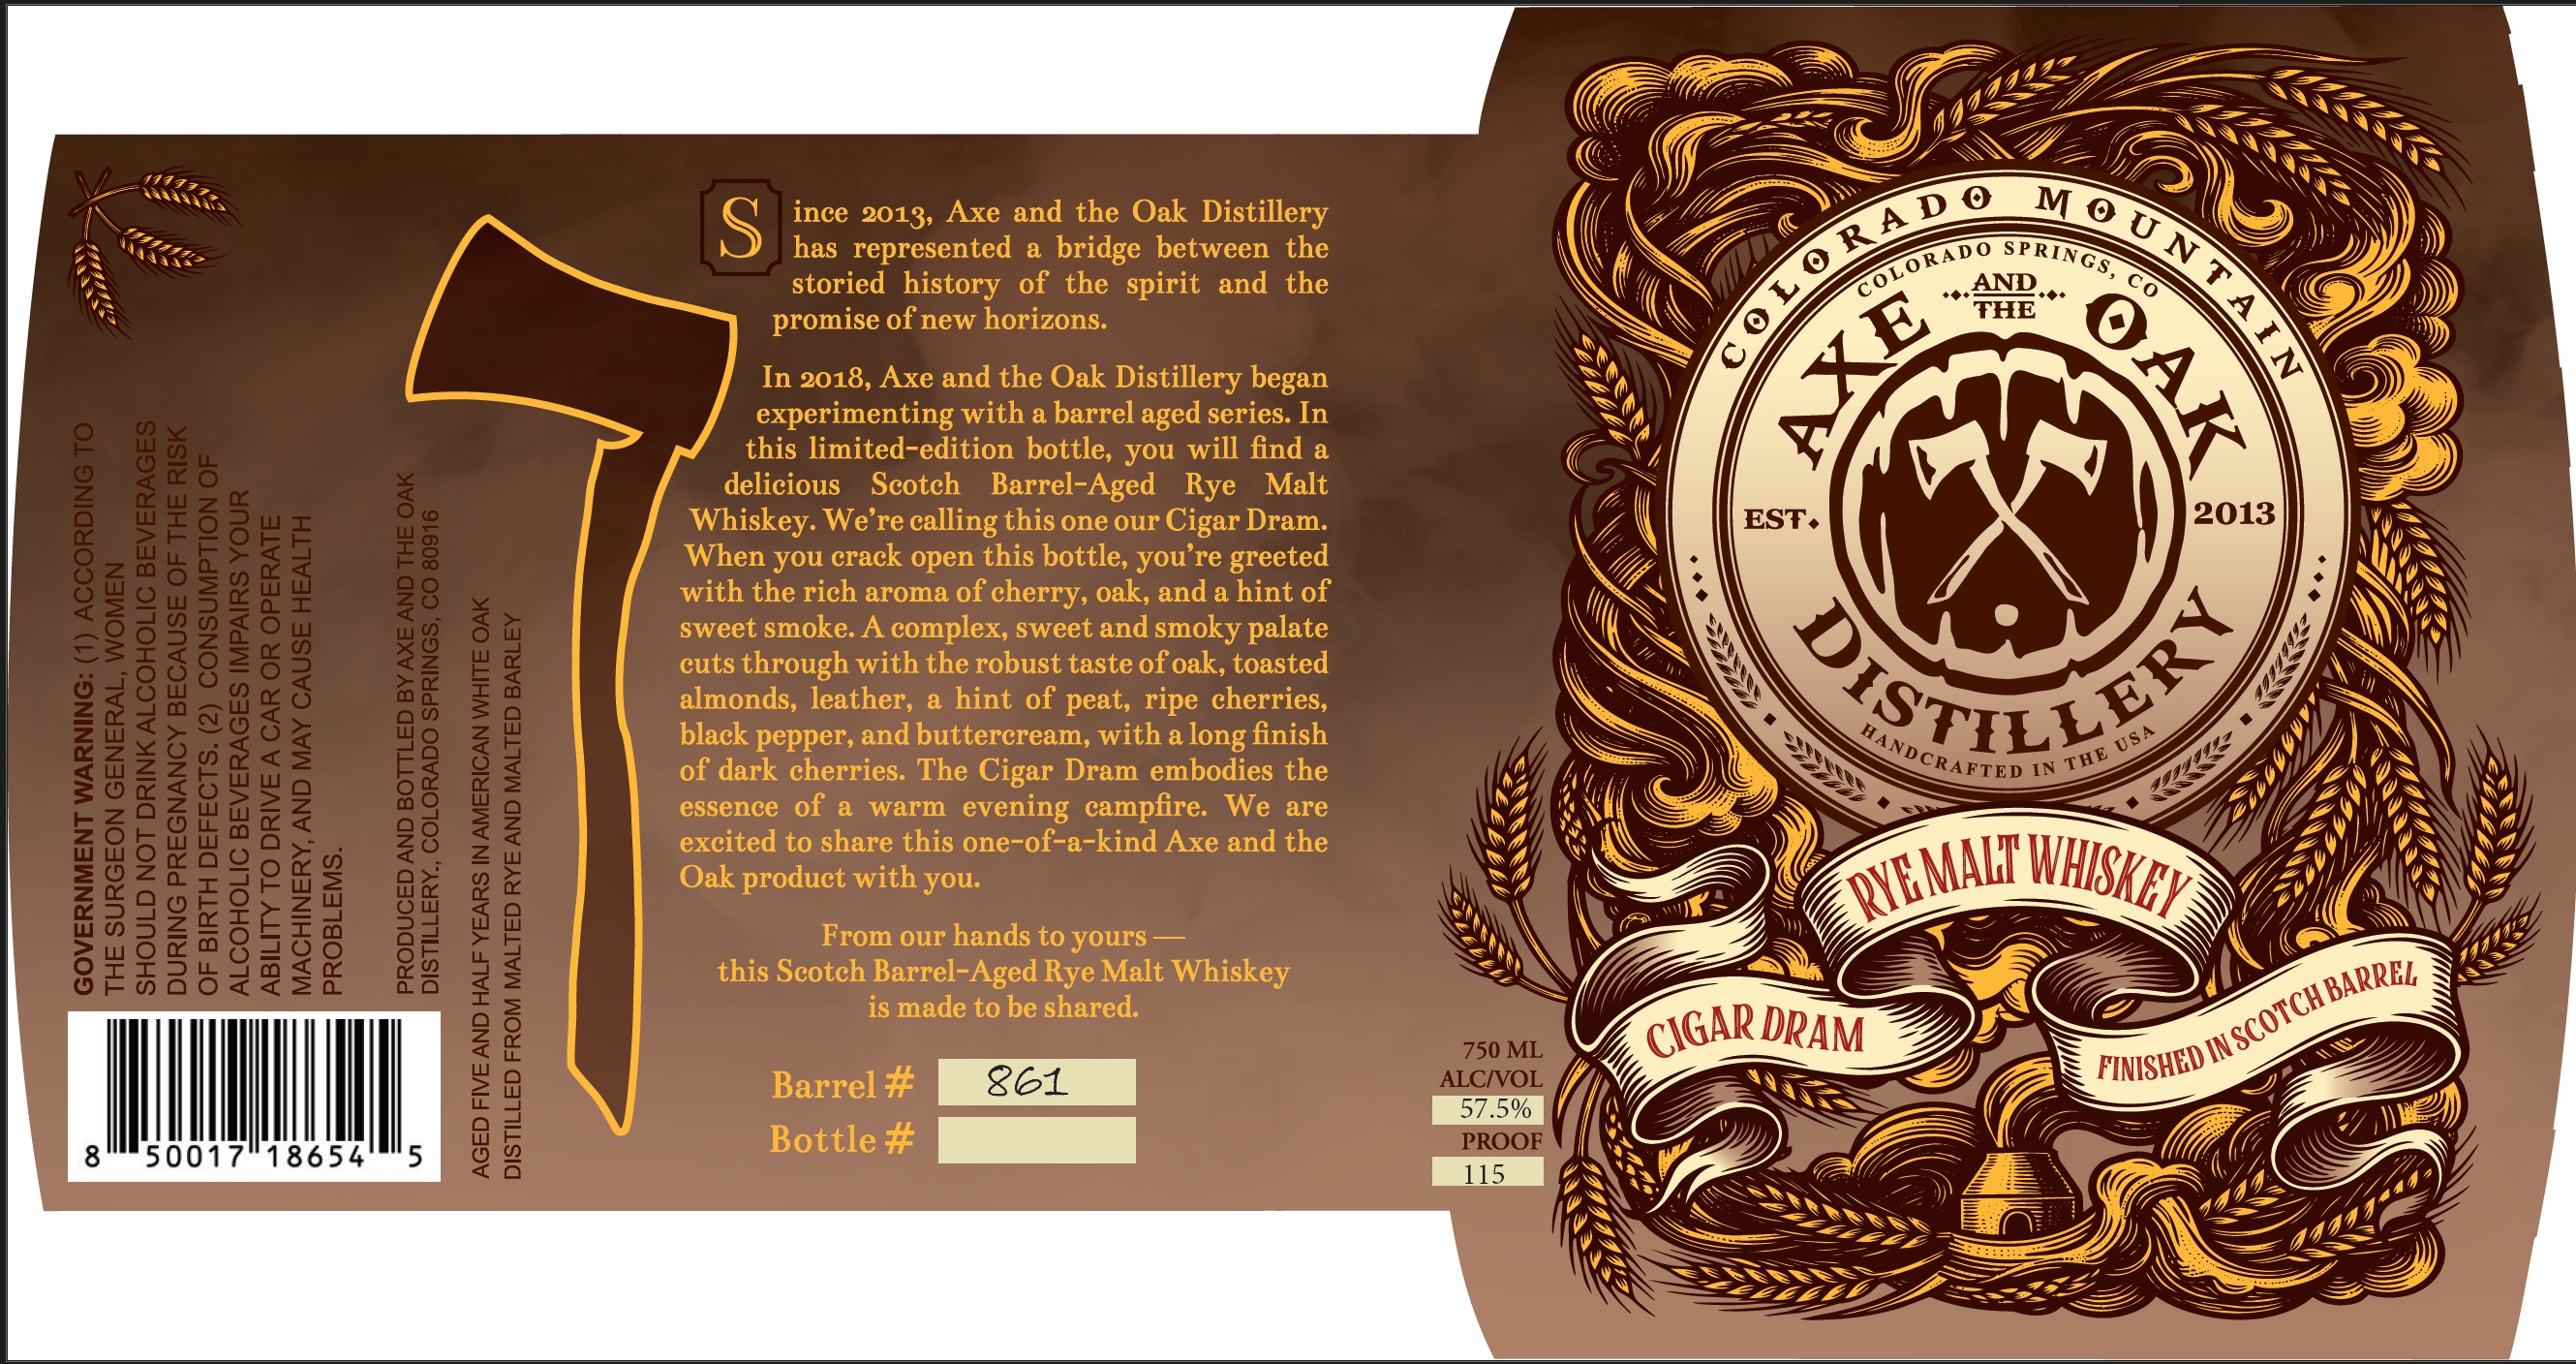 GOVERNMENT WARNING: (1) ACCORDING TO
THE SURGEON GENERAL, WOMEN
SHOULD NOT DRINK ALCOHOLIC BEVERAGES
DURING PREGNANCY BECAUSE OF THE RISK
OF BIRTH DEFECTS. (2) CONSUMPTION OF
ALCOHOLIC BEVERAGES IMPAIRS YOUR
ABILITY TO DRIVE A CAR OR OPERATE
MACHINERY, AND MAY CAUSE HEALTH
PROBLEMS.
PRODUCED AND BOTTLED BY AXE AND THE OAK
DISTILLERY., COLORADO SPRINGS, CO 80916
AGED FIVE AND HALF YEARS IN AMERICAN WHITE OAK
DISTILLED FROM MALTED RYE AND MALTED BARLEY
8 50017 18654 5
Since 2013, Axe and the Oak Distillery
has represented a bridge between the
storied history of the spirit and the
promise of new horizons.
In 2018, Axe and the Oak Distillery began
experimenting with a barrel aged series. In
this limited-edition bottle, you will find a
delicious Scotch Barrel-Aged Rye Malt
Whiskey. We're calling this one our Cigar Dram.
When you crack open this bottle, you're greeted
with the rich aroma of cherry, oak, and a hint of
sweet smoke. A complex, sweet and smoky palate
cuts through with the robust taste of oak, toasted
almonds, leather, a hint of peat, ripe cherries,
black pepper, and buttercream, with a long finish
of dark cherries. The Cigar Dram embodies the
essence of a warm evening campfire. We are
excited to share this one-of-a-kind Axe and the
Oak product with you.
From our hands to yours —
this Scotch Barrel-Aged Rye Malt Whiskey
is made to be shared.
Barrel # 861
Bottle #
750 ML
ALC/VOL
57.5%
PROOF
115
COLORADO MOUNTAIN
COLORADO SPRINGS, CO
AXE AND THE OAK
EST. 2013
DISTILLERY
HANDCRAFTED IN THE USA
RYE MALT WHISKEY
CIGAR DRAM
FINISHED IN SCOTCH BARREL